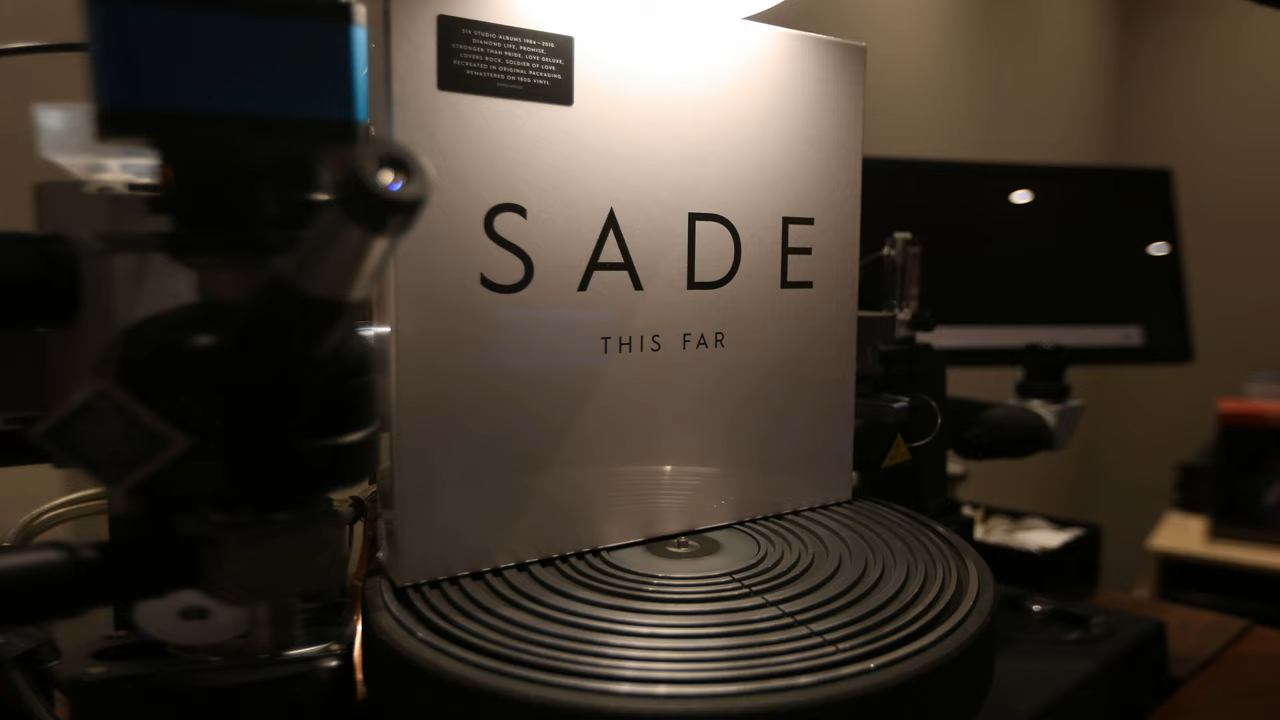 SIX STUDIO ALBUMS 1984 – 2010.
DIAMOND LIFE, PROMISE,
STRONGER THAN PRIDE, LOVE DELUXE,
LOVERS ROCK, SOLDIER OF LOVE
RECREATED IN ORIGINAL PACKAGING
REMASTERED ON 180G VINYL
SADE
THIS FAR